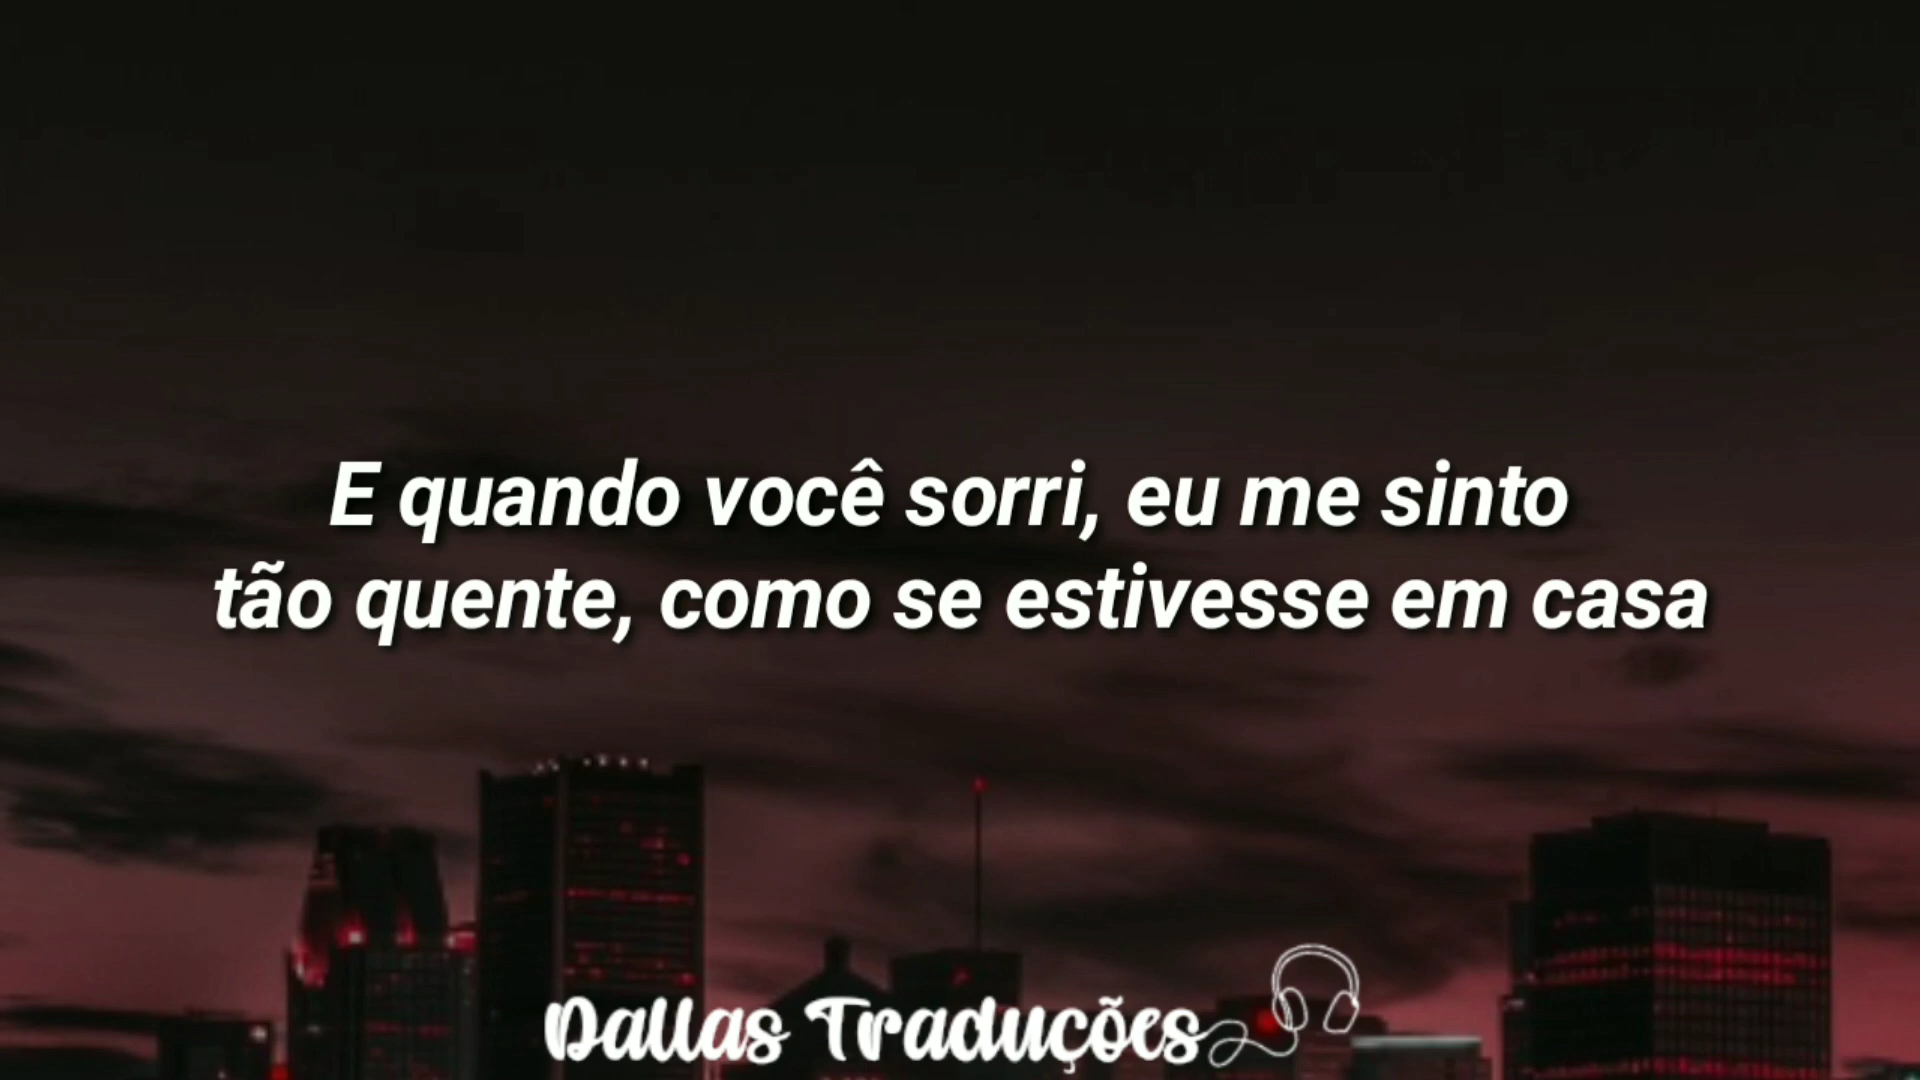 E quando você sorri, eu me sinto
tão quente, como se estivesse em casa
Dallas Traduções